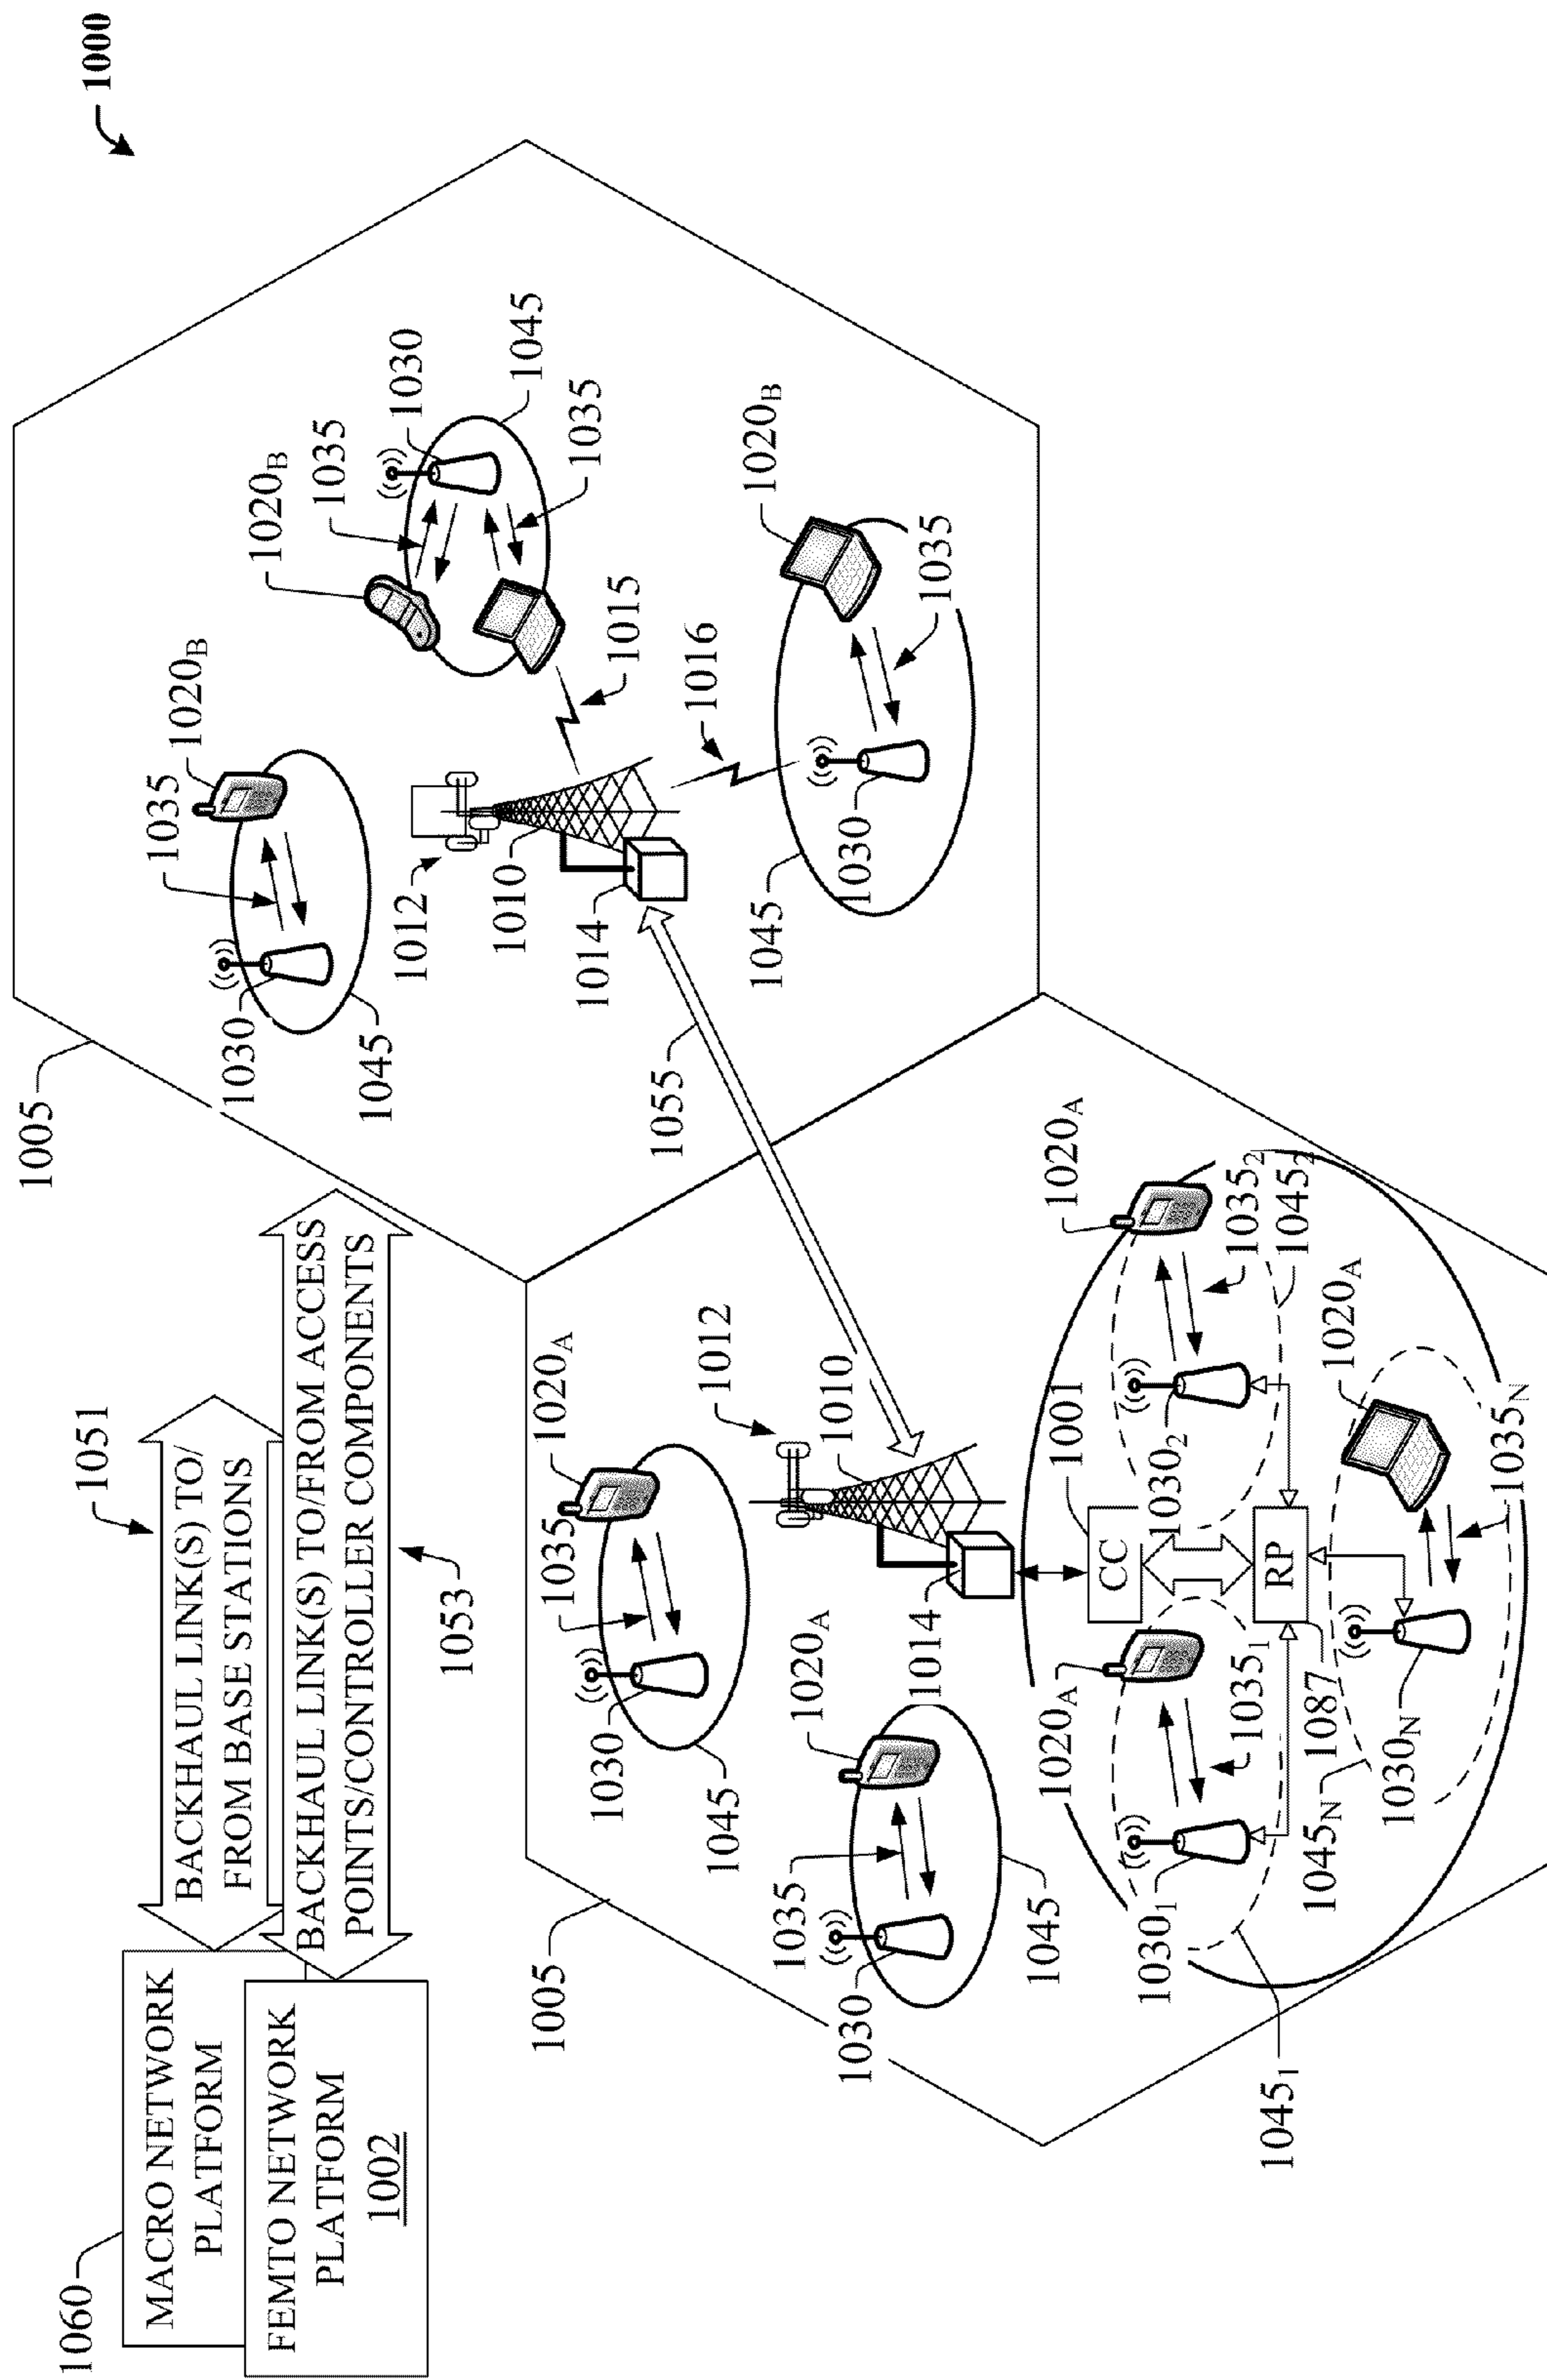 1000
1060
MACRO NETWORK
PLATFORM
FEMTO NETWORK
PLATFORM
1002
1051
BACKHAUL LINK(S) TO/
FROM BASE STATIONS
BACKHAUL LINK(S) TO/FROM ACCESS
POINTS/CONTROLLER COMPONENTS
1053
1005
1035
1020B
1030
1045
1020B
1035
1030
1045
1035
1012
1010
1014
1015
1016
1020B
1035
1045
1030
1055
1005
1035
1020A
1030
1045
1012
1010
1020A
1035
1030
1045
1014
1001
CC
1020A
1020A
1030₁
1035₁
1030₂
1035₂
1045₂
1045₁
RP
1087
1045N
1020A
1030N
1035N